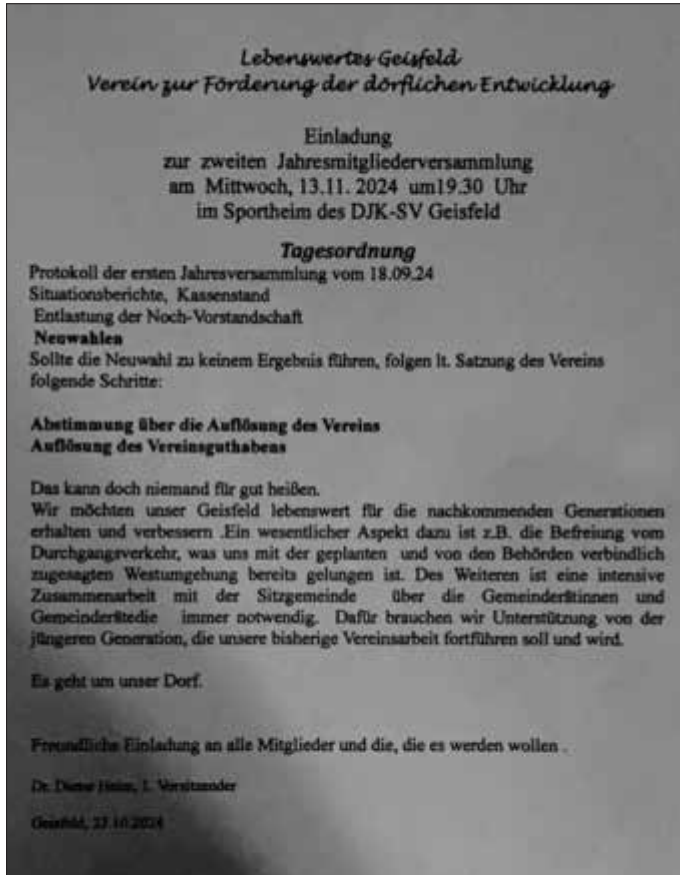 Lebenswertes Geisfeld
Verein zur Förderung der dörflichen Entwicklung
Einladung
zur zweiten Jahresmitgliederversammlung
am Mittwoch, 13.11. 2024 um19.30 Uhr
im Sportheim des DJK-SV Geisfeld
Tagesordnung
Protokoll der ersten Jahresversammlung vom 18.09.24
Situationsberichte, Kassenstand
Entlastung der Noch-Vorstandschaft
Neuwahlen
Sollte die Neuwahl zu keinem Ergebnis führen, folgen lt. Satzung des Vereins
folgende Schritte:
Abstimmung über die Auflösung des Vereins
Auflösung des Vereinsguthabens
Das kann doch niemand für gut heißen.
Wir möchten unser Geisfeld lebenswert für die nachkommenden Generationen
erhalten und verbessern .Ein wesentlicher Aspekt dazu ist z.B. die Befreiung vom
Durchgangsverkehr, was uns mit der geplanten und von den Behörden verbindlich
zugesagten Westumgehung bereits gelungen ist. Des Weiteren ist eine intensive
Zusammenarbeit mit der Sitzgemeinde über die Gemeinderätinnen und
Gemeinderätedie immer notwendig. Dafür brauchen wir Unterstützung von der
jüngeren Generation, die unsere bisherige Vereinsarbeit fortführen soll und wird.
Es geht um unser Dorf.
Freundliche Einladung an alle Mitglieder und die, die es werden wollen .
Dr. Dieter 1. Vorsitzender
Geisfeld, 23.10.2024